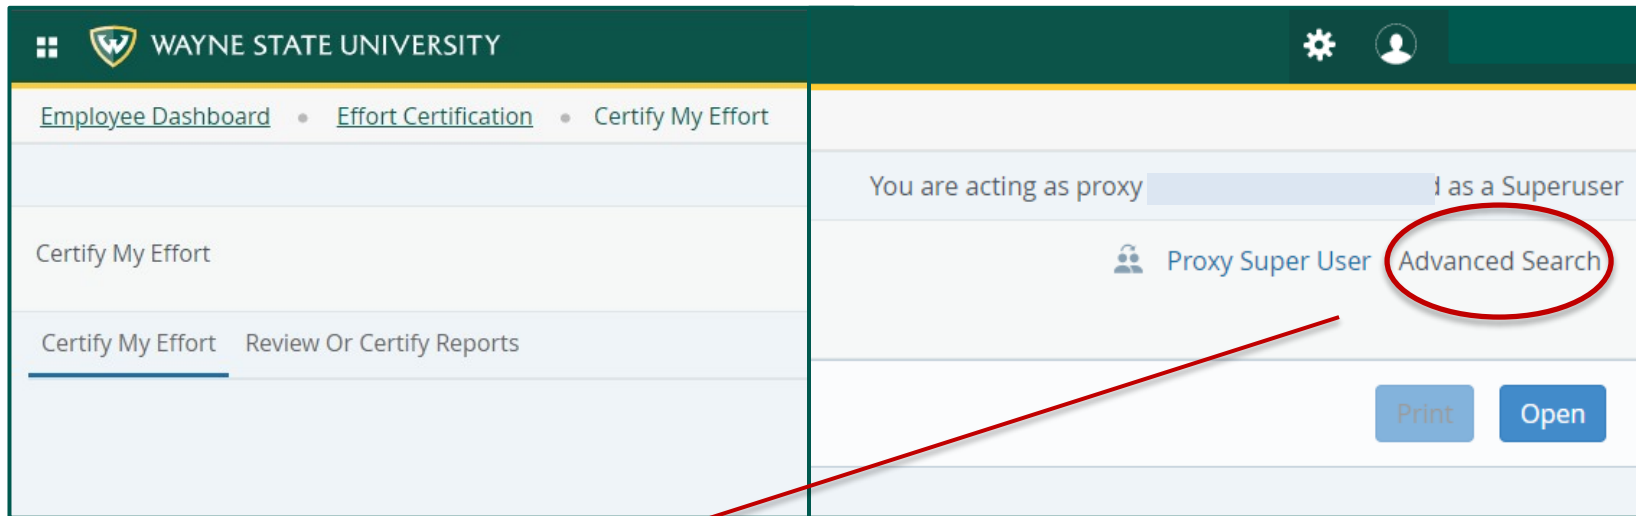 WAYNE STATE UNIVERSITY
Employee Dashboard • Effort Certification • Certify My Effort
You are acting as proxy as a Superuser
Certify My Effort
Proxy Super User Advanced Search
Certify My Effort Review Or Certify Reports
Print Open